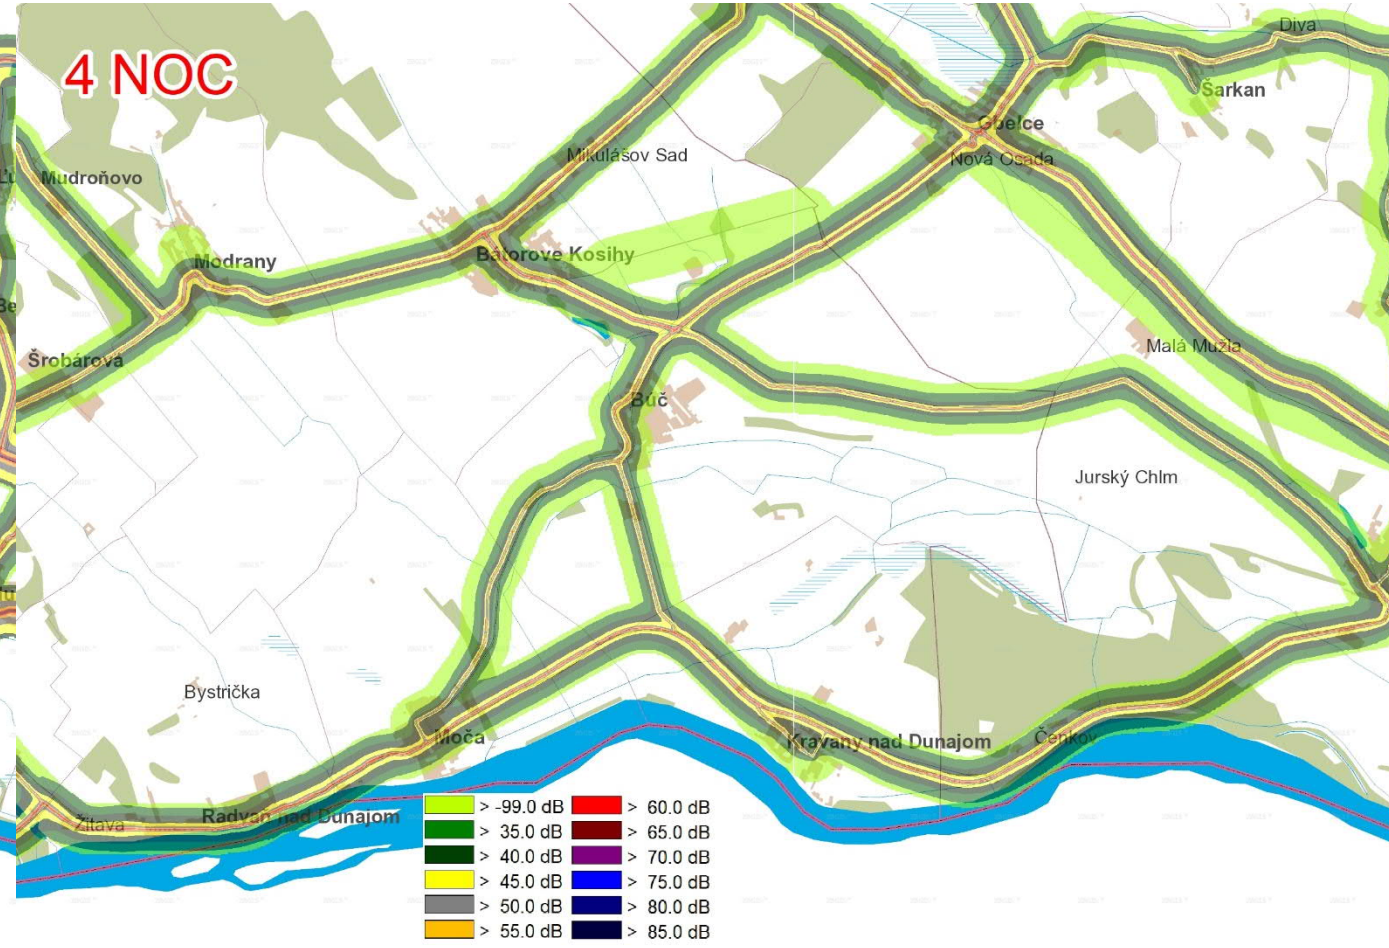 4 NOC
Diva
Šarkan
Gbelce
Nová Osada
Mikulášov Sad
Mudroňovo
Modrany
Bátorove Kosihy
Šrobárová
Malá Mužla
Búč
Jurský Chlm
Bystrička
Moča
Kravany nad Dunajom
Čenkov
Radvaň nad Dunajom
Žitava
> -99.0 dB > 60.0 dB
> 35.0 dB > 65.0 dB
> 40.0 dB > 70.0 dB
> 45.0 dB > 75.0 dB
> 50.0 dB > 80.0 dB
> 55.0 dB > 85.0 dB